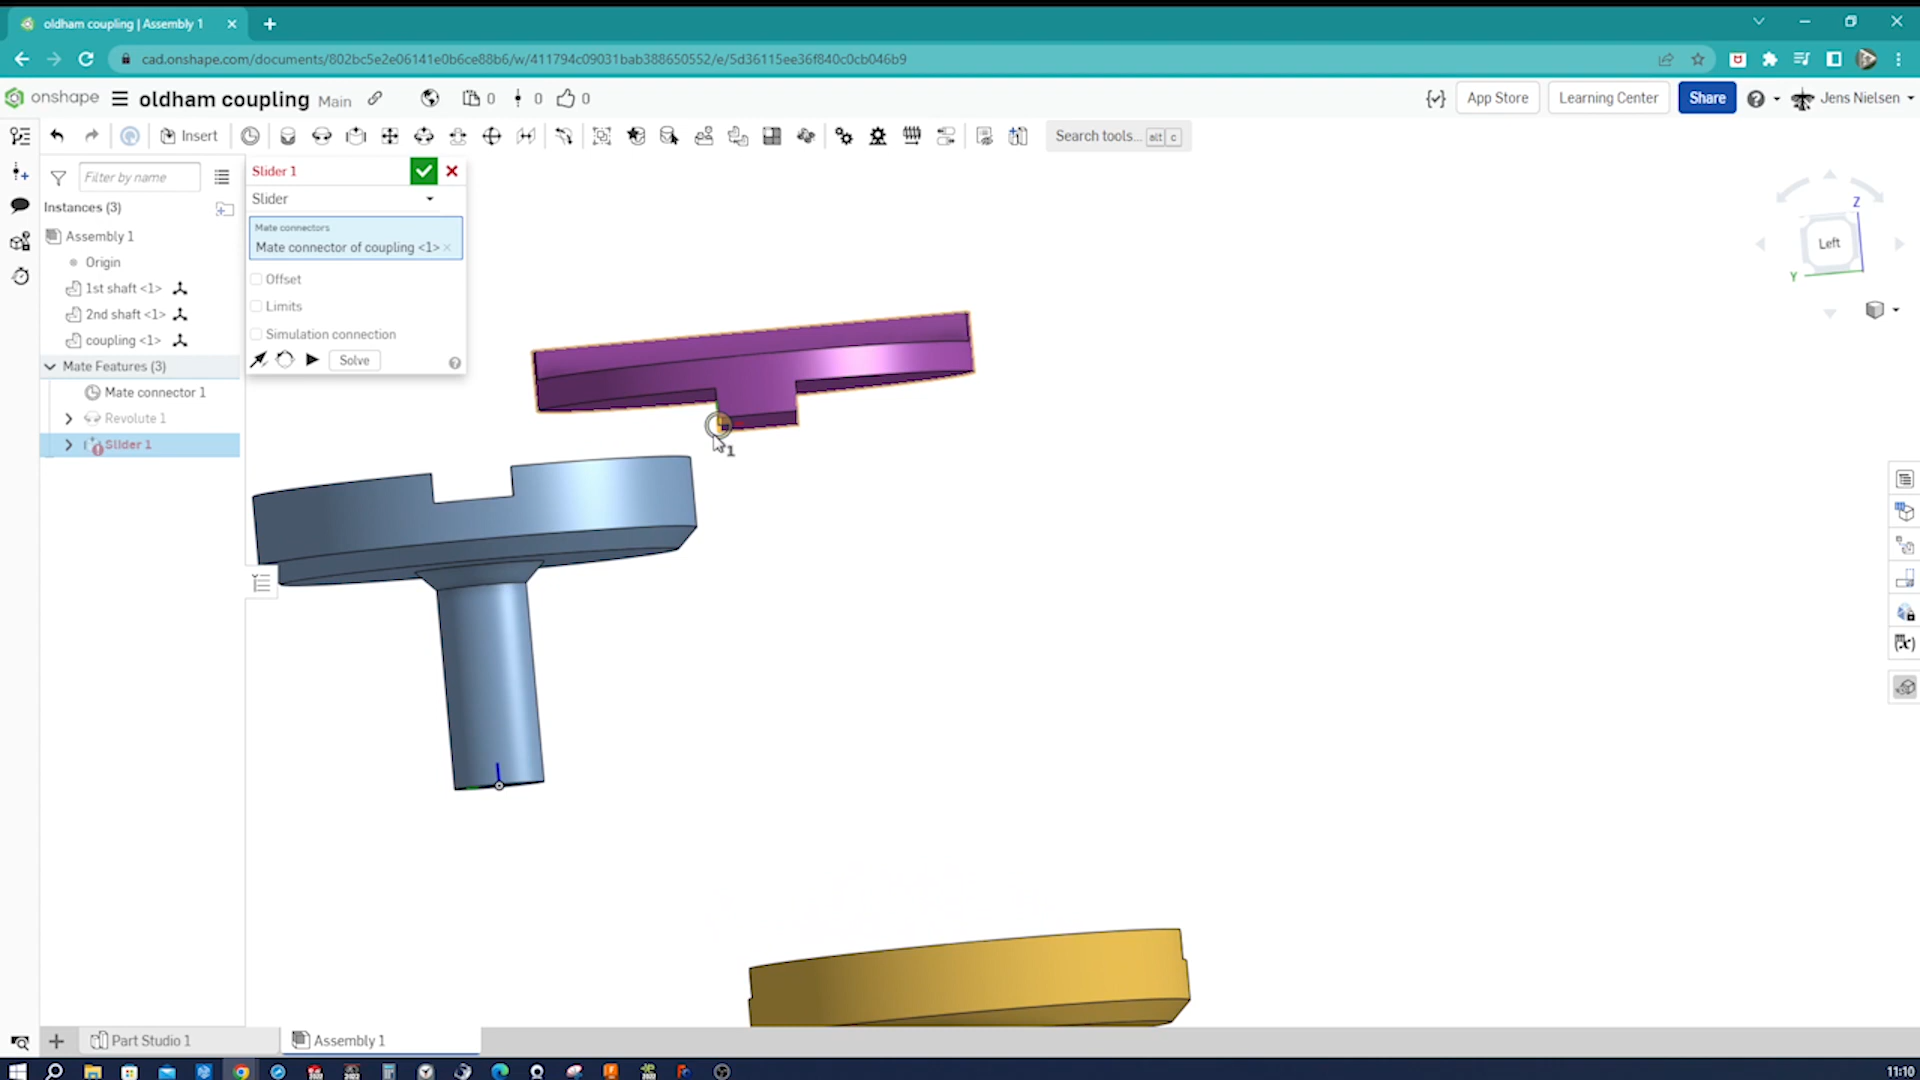 oldham coupling | Assembly 1
cad.onshape.com/documents/802bc5e2e06141e0b6ce88b6/w/411794c09031bab388650552/e/5d36115ee36f840c0cb046b9
onshape
oldham coupling Main
0
0
0
App Store
Learning Center
Share
Jens Nielsen
Insert
Search tools... alt c
Filter by name
Instances (3)
Assembly 1
Origin
1st shaft <1>
2nd shaft <1>
coupling <1>
Mate Features (3)
Mate connector 1
Revolute 1
Slider 1
Slider 1
Slider
Mate connectors
Mate connector of coupling <1>
Offset
Limits
Simulation connection
Solve
1
Z
Left
Y
Part Studio 1
Assembly 1
11:10